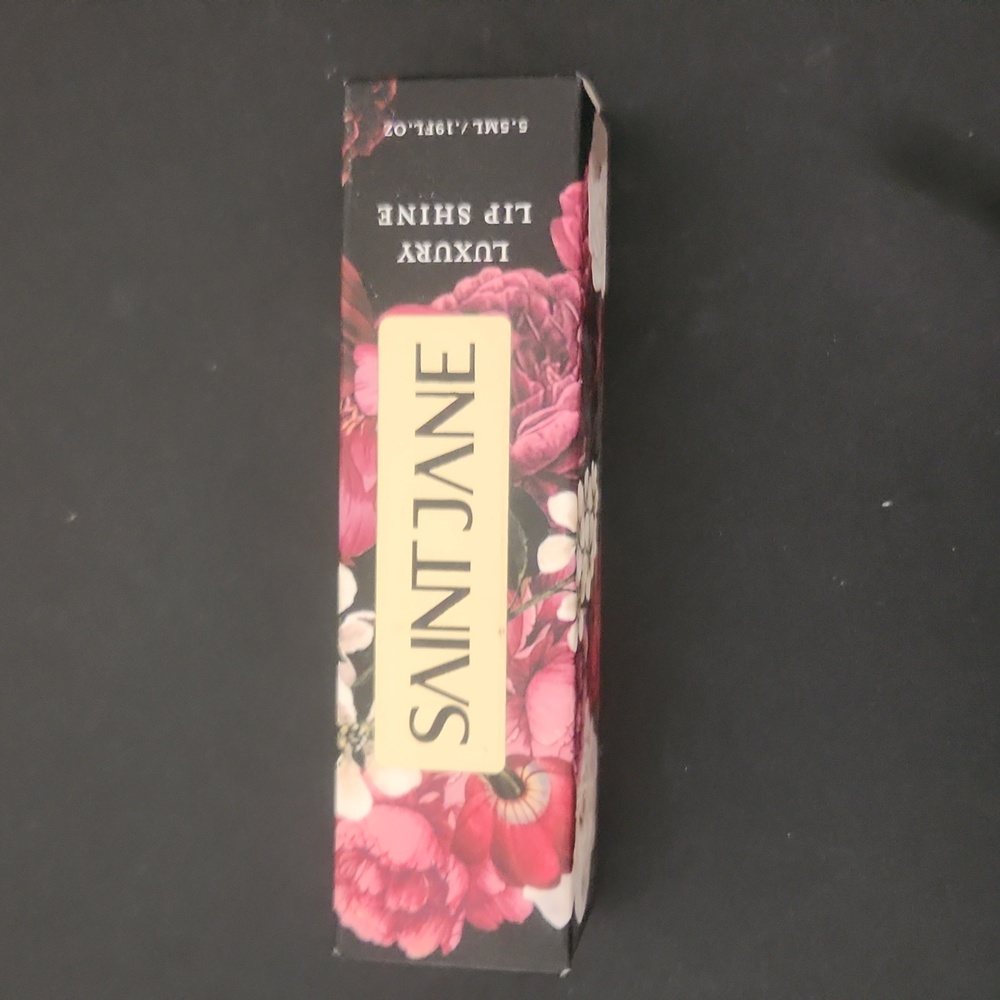 SAINT JANE
LUXURY
LIP SHINE
5.5ML / .19FL.OZ